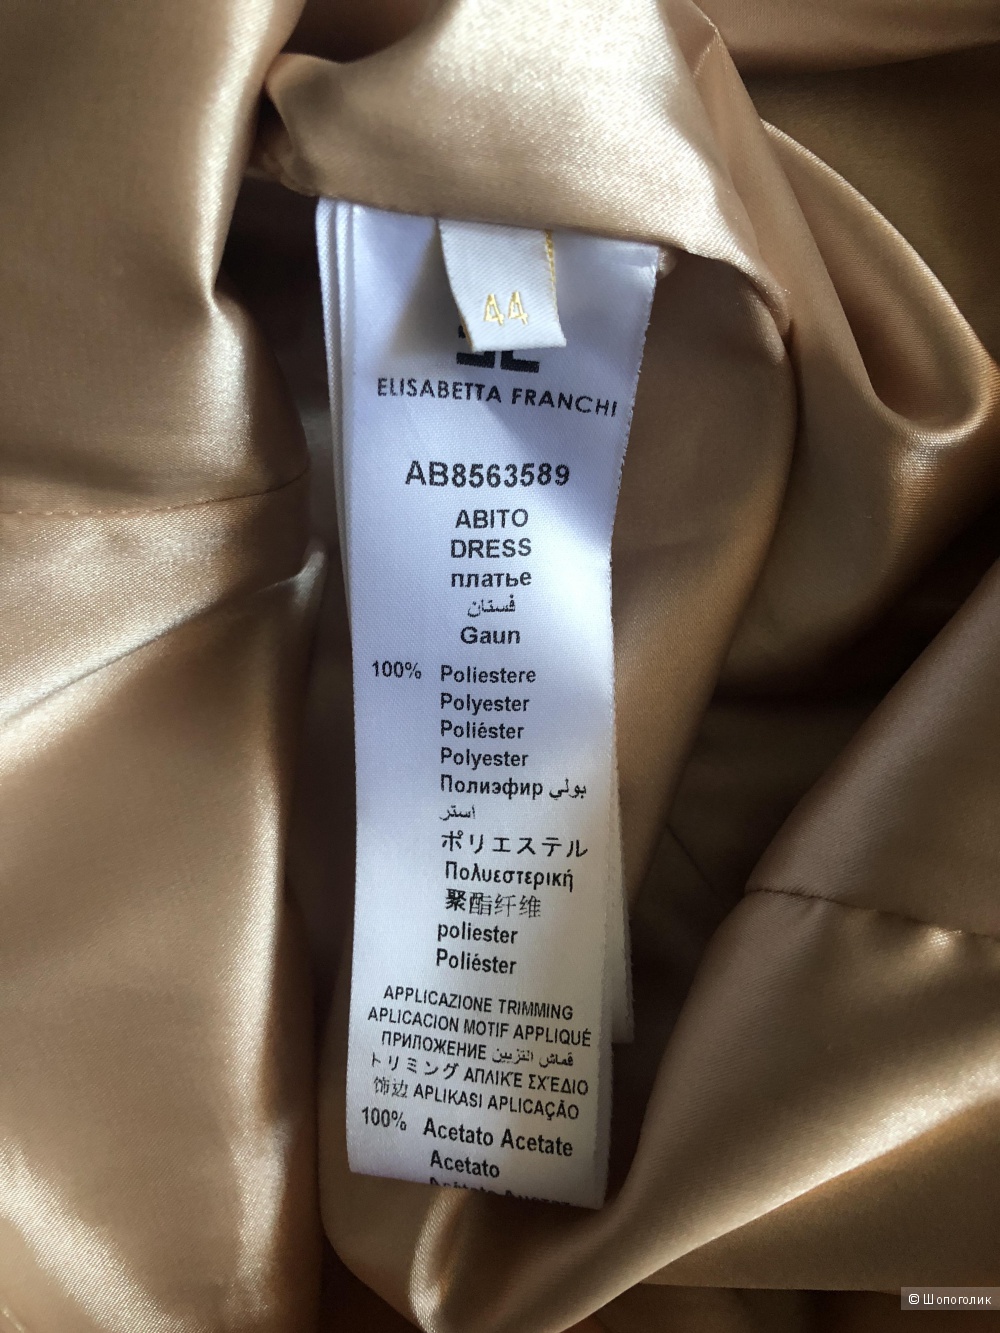 44
ELISABETTA FRANCHI
AB8563589
ABITO
DRESS
платье
فستان
Gaun
100% Poliestere
Polyester
Poliéster
Polyester
Полиэфир بولي
استر
ポリエステル
Πολυεστερική
聚酯纤维
poliester
Poliéster
APPLICAZIONE TRIMMING
APLICACION MOTIF APPLIQUÉ
ПРИЛОЖЕНИЕ قماش التزيين
トリミング ΑΠΛΙΚΈ ΣΧΈΔΙΟ
饰边 APLIKASI APLICAÇÃO
100% Acetato Acetate
Acetato
© Шопоголик